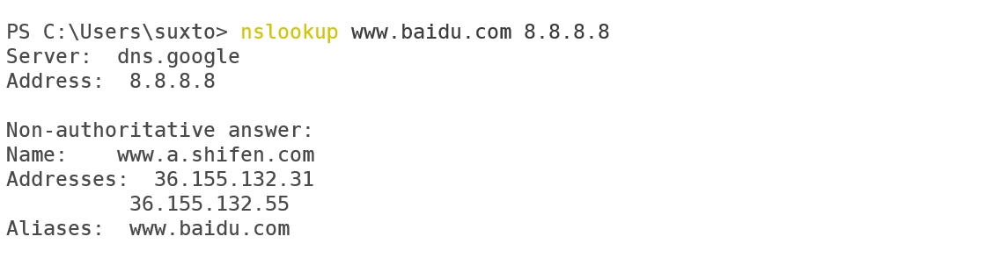 PS C:\Users\suxto> nslookup www.baidu.com 8.8.8.8
Server:  dns.google
Address:  8.8.8.8

Non-authoritative answer:
Name:    www.a.shifen.com
Addresses:  36.155.132.31
          36.155.132.55
Aliases:  www.baidu.com